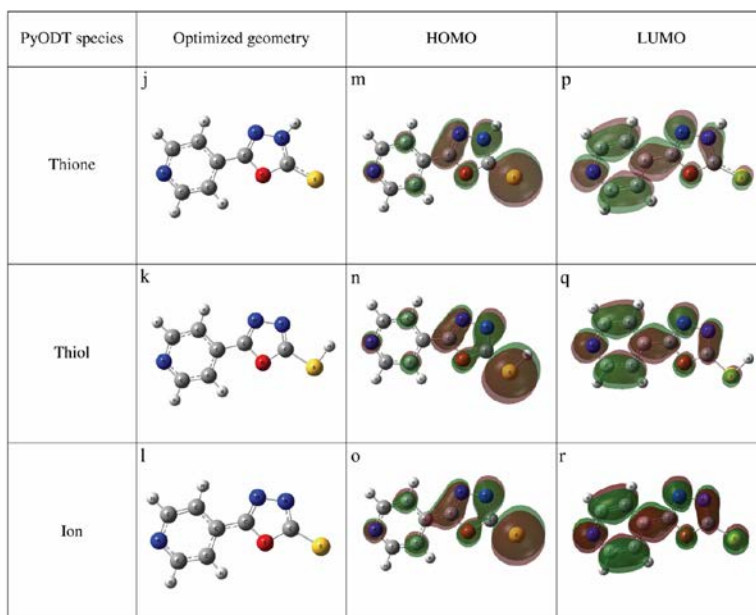 PyODT species Optimized geometry HOMO LUMO
j m p
Thione
k n q
Thiol
l o r
Ion